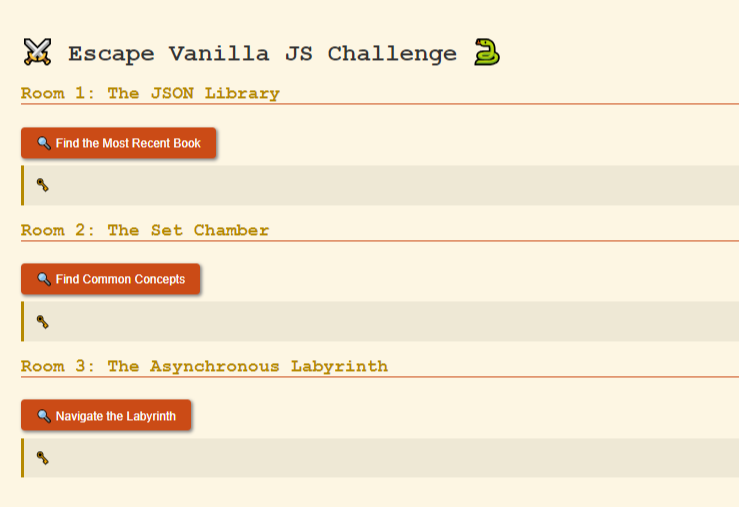 ⚔️ Escape Vanilla JS Challenge 🐍
Room 1: The JSON Library
🔍 Find the Most Recent Book
🗝️
Room 2: The Set Chamber
🔍 Find Common Concepts
🗝️
Room 3: The Asynchronous Labyrinth
🔍 Navigate the Labyrinth
🗝️